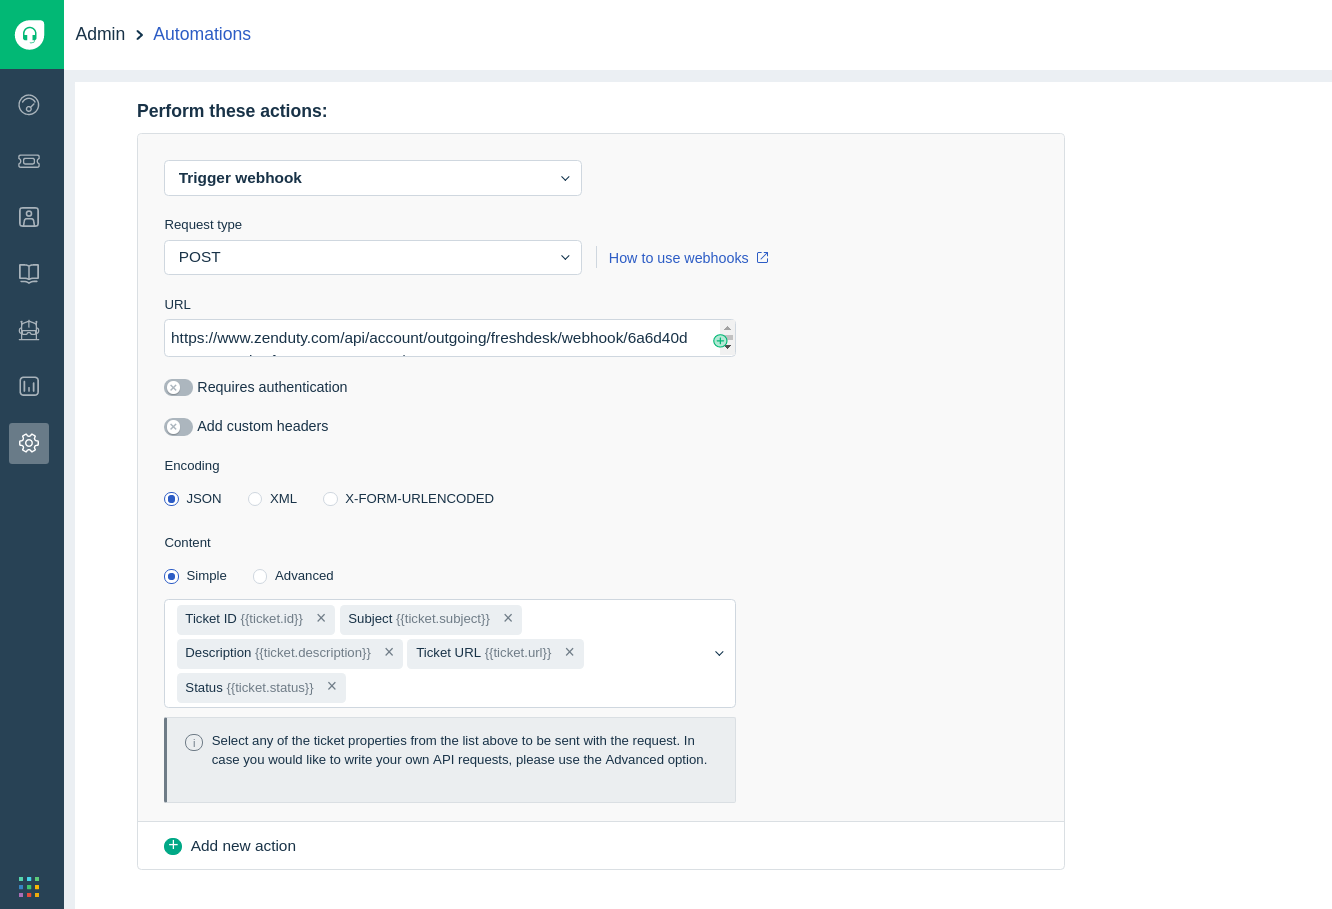 Admin > Automations
Perform these actions:
Trigger webhook
Request type
POST
How to use webhooks
URL
https://www.zenduty.com/api/account/outgoing/freshdesk/webhook/6a6d40d
Requires authentication
Add custom headers
Encoding
JSON XML X-FORM-URLENCODED
Content
Simple Advanced
Ticket ID {{ticket.id}} × Subject {{ticket.subject}} ×
Description {{ticket.description}} × Ticket URL {{ticket.url}} ×
Status {{ticket.status}} ×
Select any of the ticket properties from the list above to be sent with the request. In
case you would like to write your own API requests, please use the Advanced option.
Add new action